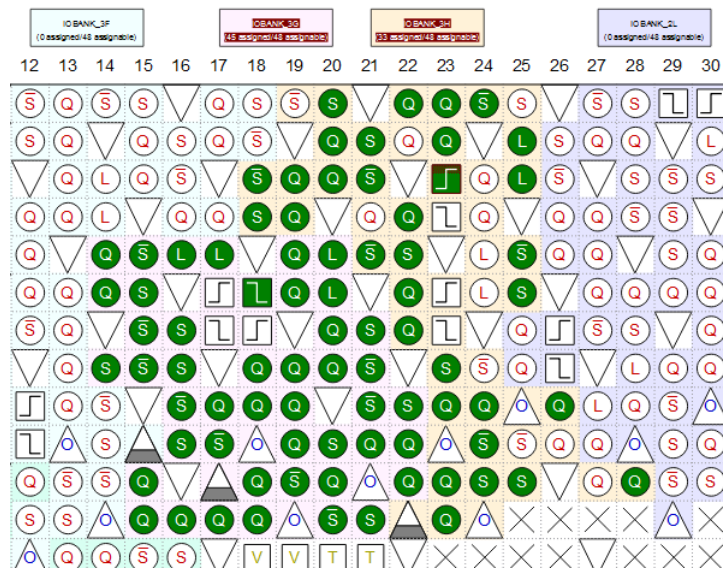 IOBANK_3F
(0 assigned/48 assignable)
IOBANK_3G
(45 assigned/48 assignable)
IOBANK_3H
(33 assigned/48 assignable)
IOBANK_2L
(0 assigned/48 assignable)
12 13 14 15 16 17 18 19 20 21 22 23 24 25 26 27 28 29 30
S̅ Q S̅ S Q S S̅ S Q Q S̅ S S̅ S
S Q Q S Q S̅ Q S Q Q L S Q Q L
Q L Q S̅ S̅ Q Q S̅ Q L S̅ S̅ S S
Q Q L Q Q S Q Q Q Q Q Q S̅ S̅
Q Q S̅ L L Q L S̅ S L S̅ Q Q S Q
Q Q Q S Q L Q L S Q Q Q Q
S̅ Q S̅ S Q S Q Q S̅ S Q
Q S S S Q Q Q S̅ S S̅ Q L Q Q
Q S̅ S̅ Q Q Q S̅ S Q Q O Q L Q S̅ O
O S S S̅ O Q S Q Q O S̅ S̅ Q Q O S Q
Q S̅ S̅ Q Q S̅ Q O Q Q S S Q Q S̅ S
S S O Q Q Q Q O S̅ S Q O O
O Q Q S̅ S V V T T